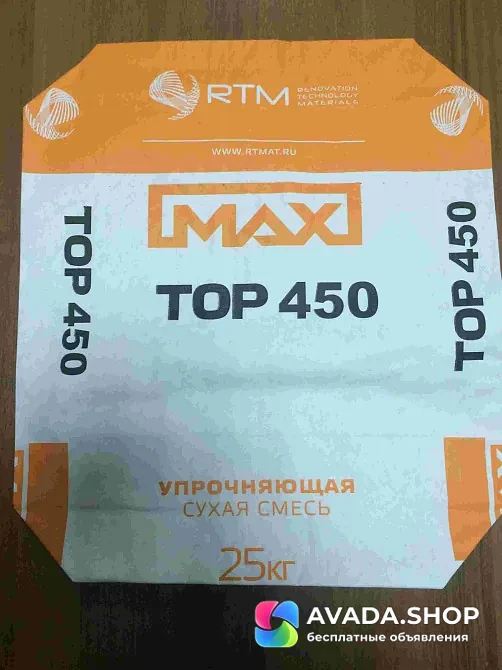 RTM
RENOVATION
TECHNOLOGY
MATERIALS
WWW.RTMAT.RU
MAX
TOP 450
TOP 450
TOP 450
УПРОЧНЯЮЩАЯ
СУХАЯ СМЕСЬ
25КГ
AVADA.SHOP
бесплатные объявления